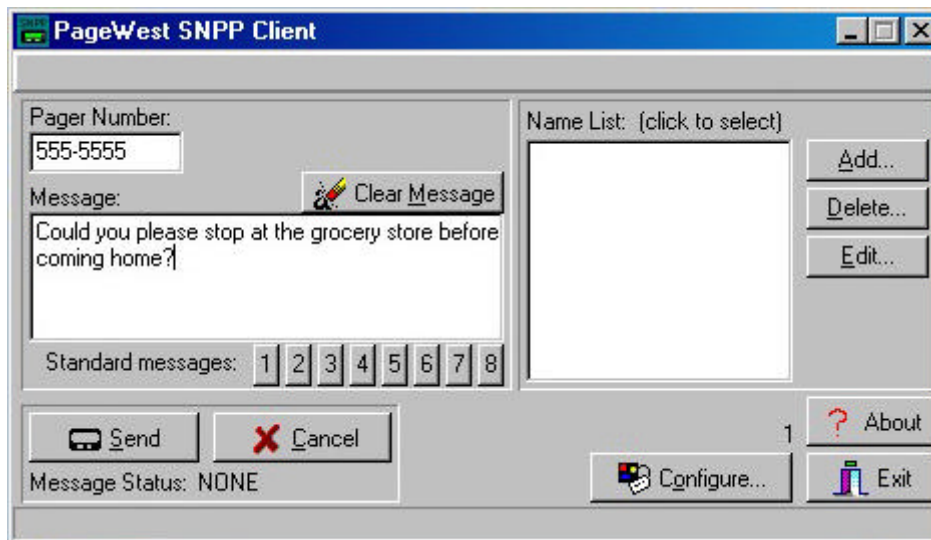 SNPP
PageWest SNPP Client
Pager Number:
555-5555
Message:
Clear Message
Could you please stop at the grocery store before
coming home?
Standard messages: 1 2 3 4 5 6 7 8
Name List: (click to select)
Add...
Delete...
Edit...
Send
Cancel
Message Status: NONE
1
Configure...
? About
Exit